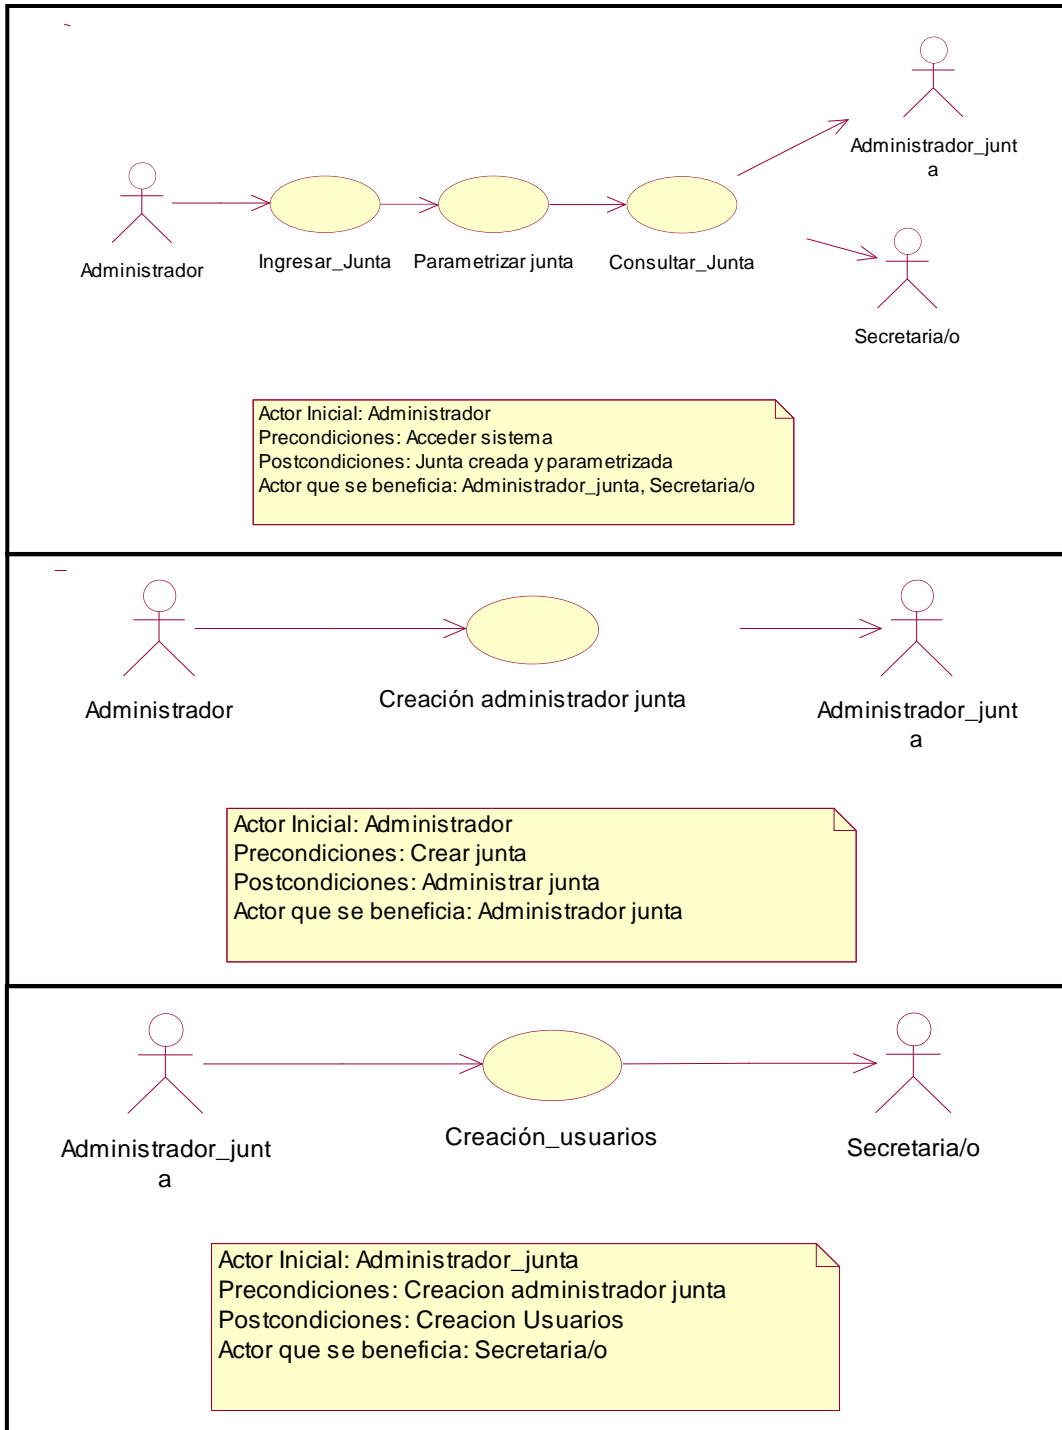 Administrador_junt
a
Administrador
Ingresar_Junta
Parametrizar junta
Consultar_Junta
Secretaria/o
Actor Inicial: Administrador
Precondiciones: Acceder sistema
Postcondiciones: Junta creada y parametrizada
Actor que se beneficia: Administrador_junta, Secretaria/o
Administrador
Creación administrador junta
Administrador_junt
a
Actor Inicial: Administrador
Precondiciones: Crear junta
Postcondiciones: Administrar junta
Actor que se beneficia: Administrador junta
Administrador_junt
a
Creación_usuarios
Secretaria/o
Actor Inicial: Administrador_junta
Precondiciones: Creacion administrador junta
Postcondiciones: Creacion Usuarios
Actor que se beneficia: Secretaria/o